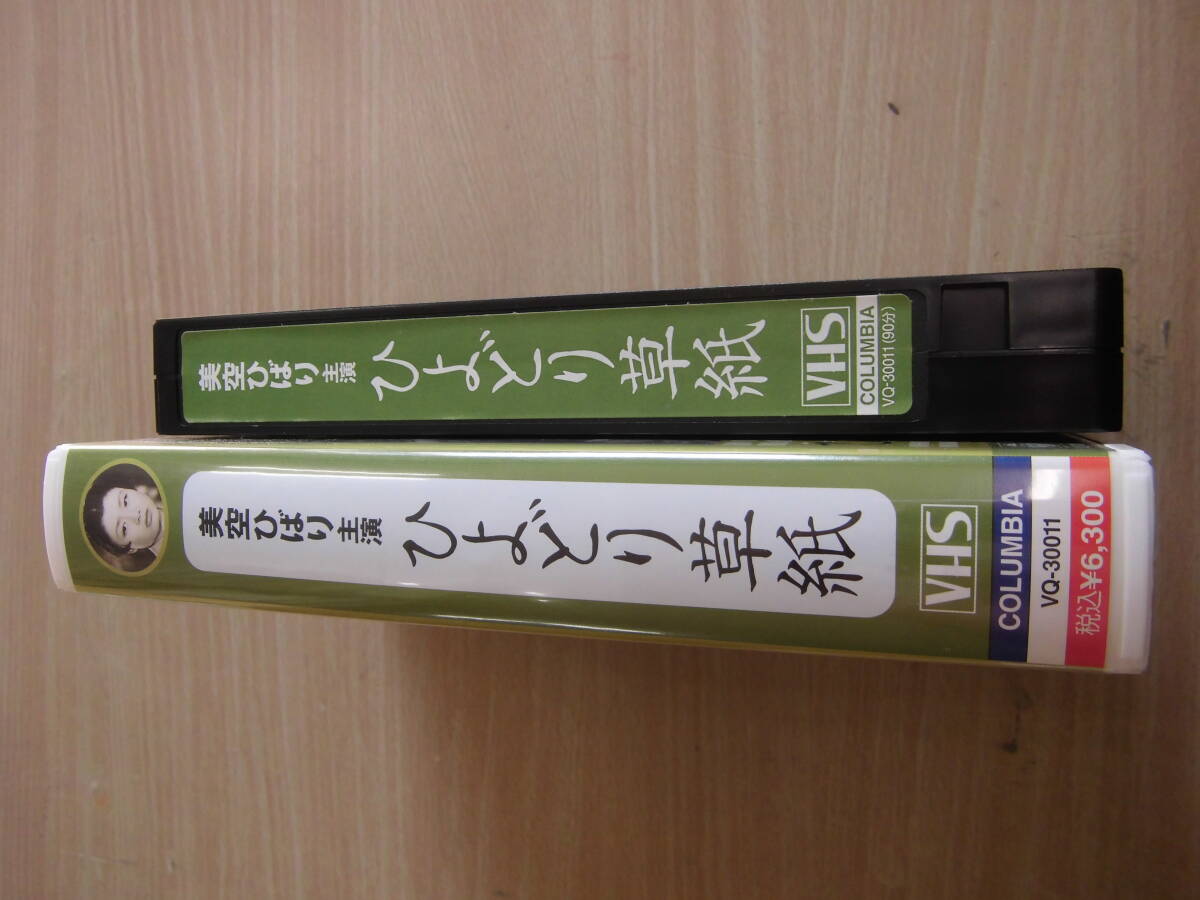 美空ひばり主演
ひよどり草紙
VHS
COLUMBIA
VQ-30011(90分)
美空ひばり主演
ひよどり草紙
VHS
COLUMBIA
VQ-30011
税込¥6,300